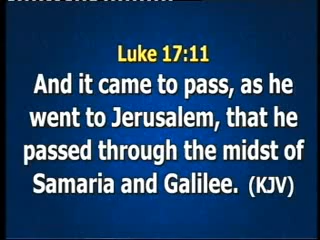 Luke 17:11
And it came to pass, as he
went to Jerusalem, that he
passed through the midst of
Samaria and Galilee. (KJV)